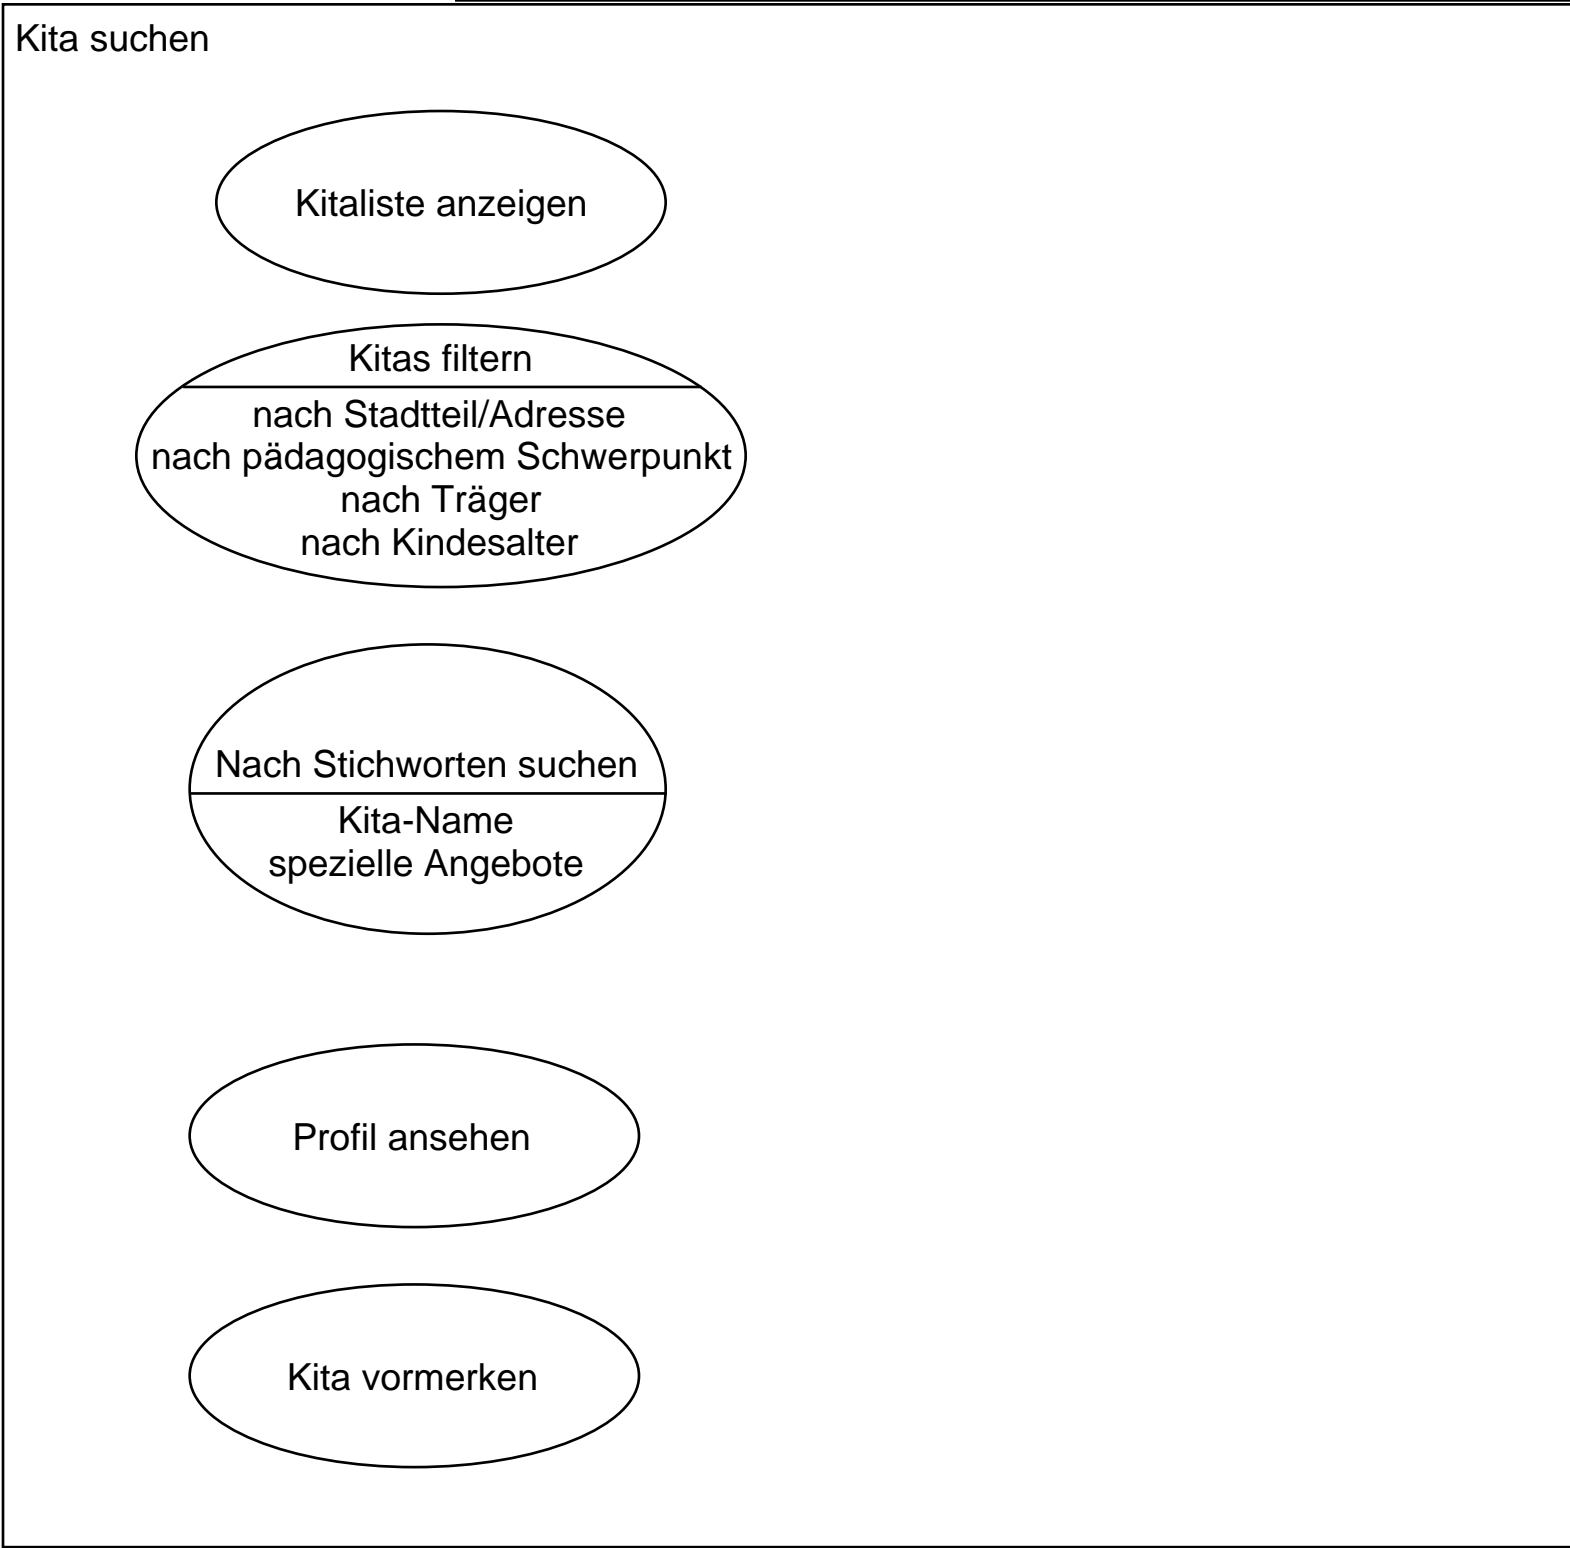 Kita suchen
Kitaliste anzeigen
Kitas filtern
nach Stadtteil/Adresse
nach pädagogischem Schwerpunkt
nach Träger
nach Kindesalter
Nach Stichworten suchen
Kita-Name
spezielle Angebote
Profil ansehen
Kita vormerken